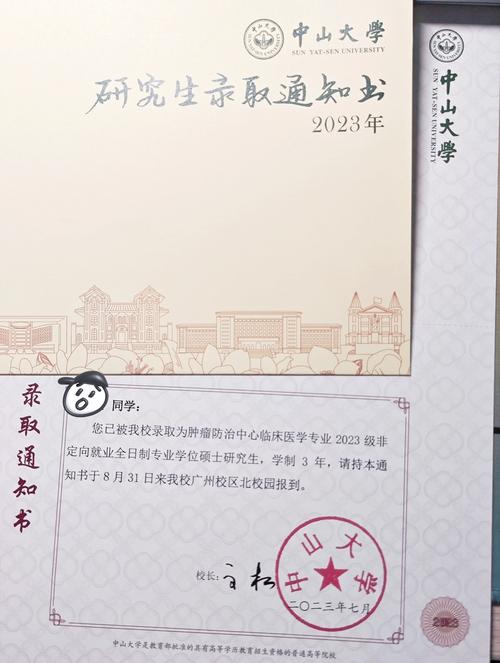 中山大學
SUN YAT-SEN UNIVERSITY
研究生录取通知书
2023年
中山大學
SUN YAT-SEN UNIVERSITY
录取通知书
同学：
您已被我校录取为肿瘤防治中心临床医学专业 2023 级非
定向就业全日制专业学位硕士研究生，学制 3 年，请持本通
知书于 8 月 31 日来我校广州校区北校园报到。
校长：
中山大学
二〇二三年七月
2023
中山大学是教育部批准的具有高等学历教育招生资格的普通高等院校